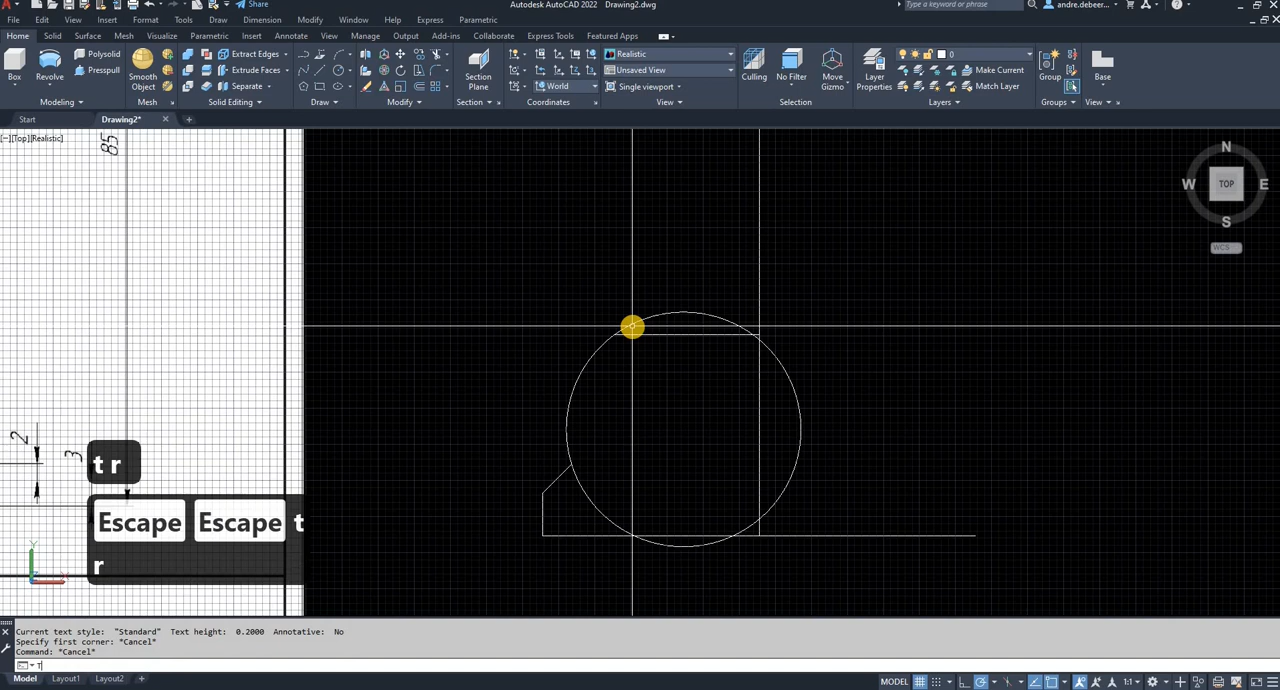 Share
Autodesk AutoCAD 2022 Drawing2.dwg
Type a keyword or phrase
andre.debeer...
File Edit View Insert Format Tools Draw Dimension Modify Window Help Express Parametric
Home Solid Surface Mesh Visualize Parametric Insert Annotate View Manage Output Add-ins Collaborate Express Tools Featured Apps
Box
Revolve
Polysolid
Presspull
Smooth
Object
Extrude Faces
Extract Edges
Separate
Section
Plane
World
Realistic
Unsaved View
Single viewport
Culling
No Filter
Move
Gizmo
Layer
Properties
0
Make Current
Match Layer
Group
Base
Modeling Mesh Solid Editing Draw Modify Section Coordinates View Selection Layers Groups View
Start
Drawing2*
[−][Top][Realistic]
85
N
W
TOP
E
S
WCS
2
3
t r
Escape Escape t
r
Y
X
Current text style: "Standard" Text height: 0.2000 Annotative: No
Specify first corner: *Cancel*
Command: *Cancel*
T
Model Layout1 Layout2
MODEL
1:1